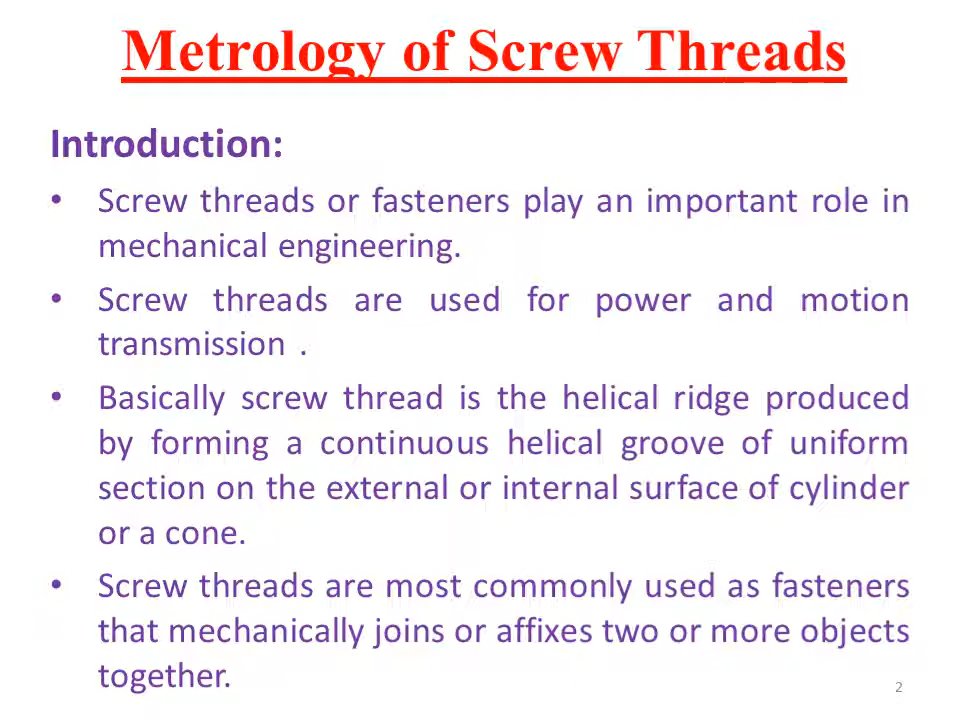 Metrology of Screw Threads
Introduction:
• Screw threads or fasteners play an important role in
mechanical engineering.
• Screw threads are used for power and motion
transmission .
• Basically screw thread is the helical ridge produced
by forming a continuous helical groove of uniform
section on the external or internal surface of cylinder
or a cone.
• Screw threads are most commonly used as fasteners
that mechanically joins or affixes two or more objects
together.
2